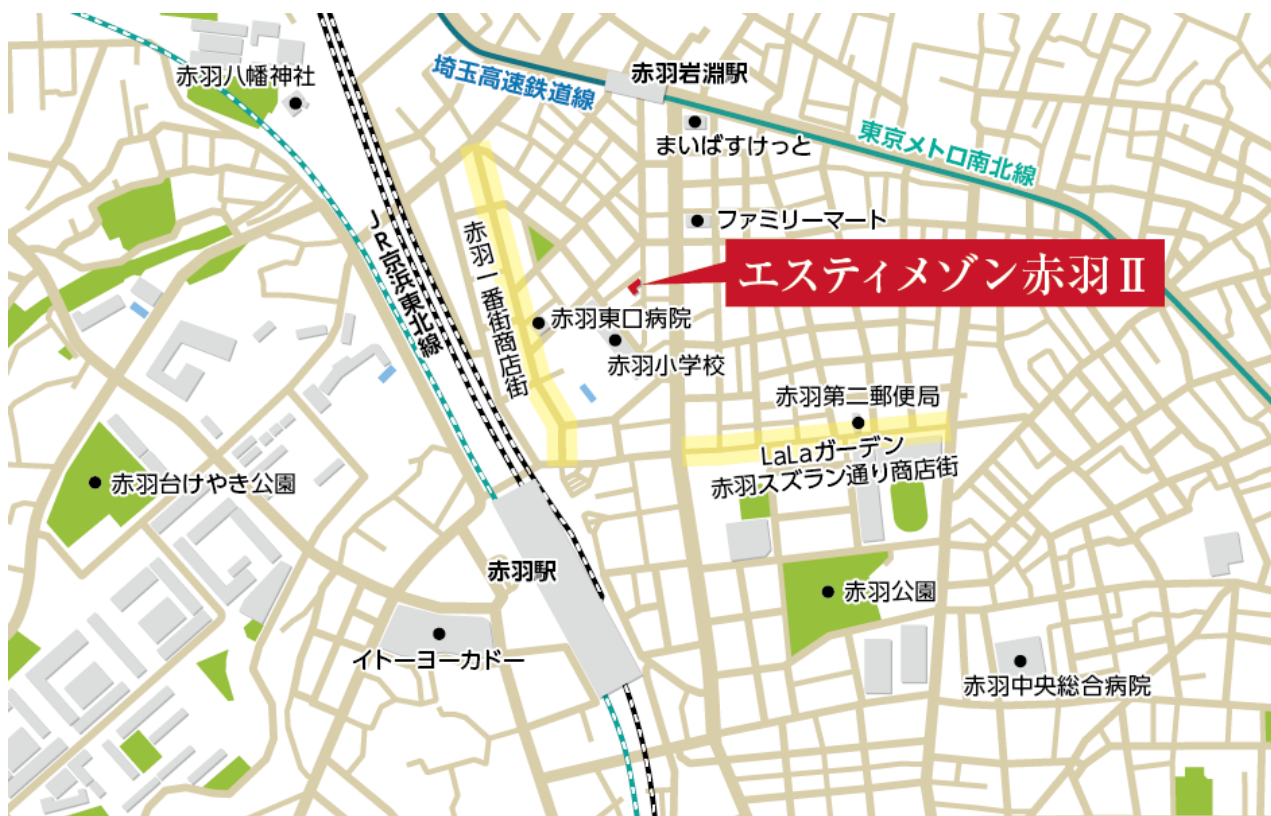 赤羽岩淵駅
埼玉高速鉄道線
赤羽八幡神社
まいばすけっと
東京メトロ南北線
ファミリーマート
JR京浜東北線
赤羽一番街商店街
エスティメゾン赤羽Ⅱ
赤羽東口病院
赤羽小学校
赤羽第二郵便局
LaLaガーデン
赤羽スズラン通り商店街
赤羽台けやき公園
赤羽駅
赤羽公園
イトーヨーカドー
赤羽中央総合病院